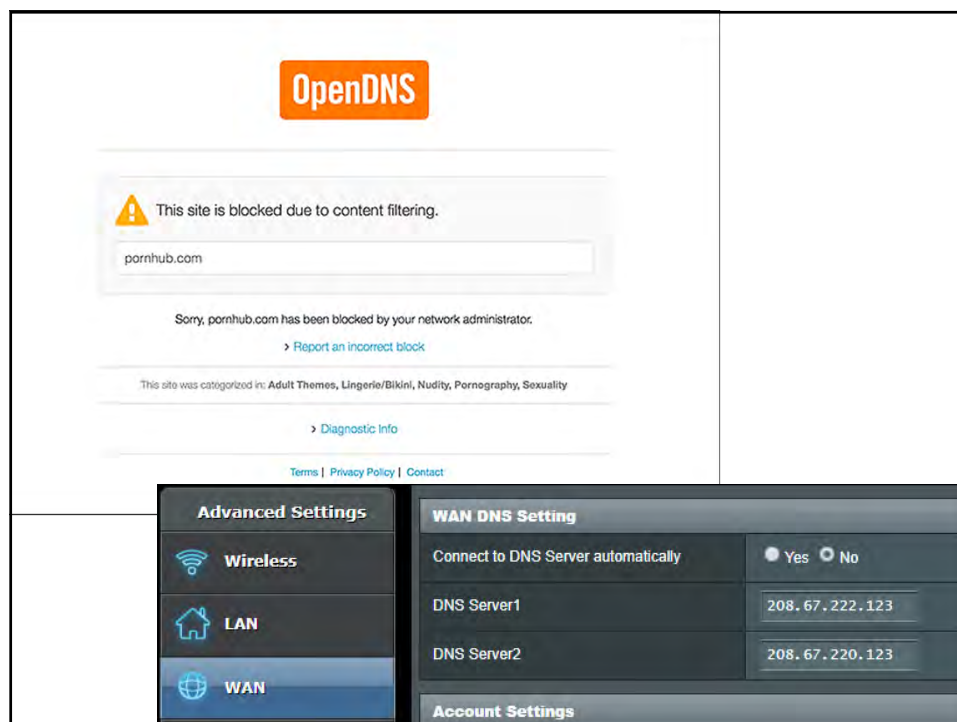 OpenDNS
This site is blocked due to content filtering.
pornhub.com
Sorry, pornhub.com has been blocked by your network administrator.
> Report an incorrect block
This site was categorized in: Adult Themes, Lingerie/Bikini, Nudity, Pornography, Sexuality
> Diagnostic Info
Terms | Privacy Policy | Contact
Advanced Settings
Wireless
LAN
WAN
WAN DNS Setting
Connect to DNS Server automatically Yes No
DNS Server1 208.67.222.123
DNS Server2 208.67.220.123
Account Settings